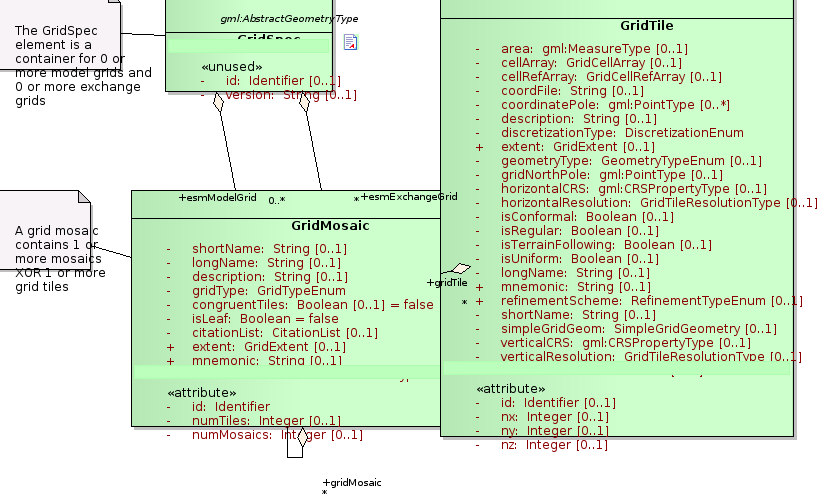 The GridSpec
element is a
container for 0 or
more model grids and
0 or more exchange
grids
gml:AbstractGeometryType
GridSpec
«unused»
- id: Identifier [0..1]
- version: String [0..1]
+esmModelGrid
0..*
* +esmExchangeGrid
A grid mosaic
contains 1 or
more mosaics
XOR 1 or more
grid tiles
GridMosaic
- shortName: String [0..1]
- longName: String [0..1]
- description: String [0..1]
- gridType: GridTypeEnum
- congruentTiles: Boolean [0..1] = false
- isLeaf: Boolean = false
- citationList: CitationList [0..1]
+ extent: GridExtent [0..1]
+ mnemonic: String [0..1]
«attribute»
- id: Identifier
- numTiles: Integer [0..1]
- numMosaics: Integer [0..1]
+gridMosaic
*
+gridTile
*
GridTile
- area: gml:MeasureType [0..1]
- cellArray: GridCellArray [0..1]
- cellRefArray: GridCellRefArray [0..1]
- coordFile: String [0..1]
- coordinatePole: gml:PointType [0..*]
- description: String [0..1]
- discretizationType: DiscretizationEnum
+ extent: GridExtent [0..1]
- geometryType: GeometryTypeEnum [0..1]
- gridNorthPole: gml:PointType [0..1]
- horizontalCRS: gml:CRSPropertyType [0..1]
- horizontalResolution: GridTileResolutionType [0..1]
- isConformal: Boolean [0..1]
- isRegular: Boolean [0..1]
- isTerrainFollowing: Boolean [0..1]
- isUniform: Boolean [0..1]
- longName: String [0..1]
+ mnemonic: String [0..1]
+ refinementScheme: RefinementTypeEnum [0..1]
- shortName: String [0..1]
- simpleGridGeom: SimpleGridGeometry [0..1]
- verticalCRS: gml:CRSPropertyType [0..1]
- verticalResolution: GridTileResolutionType [0..1]
«attribute»
- id: Identifier [0..1]
- nx: Integer [0..1]
- ny: Integer [0..1]
- nz: Integer [0..1]